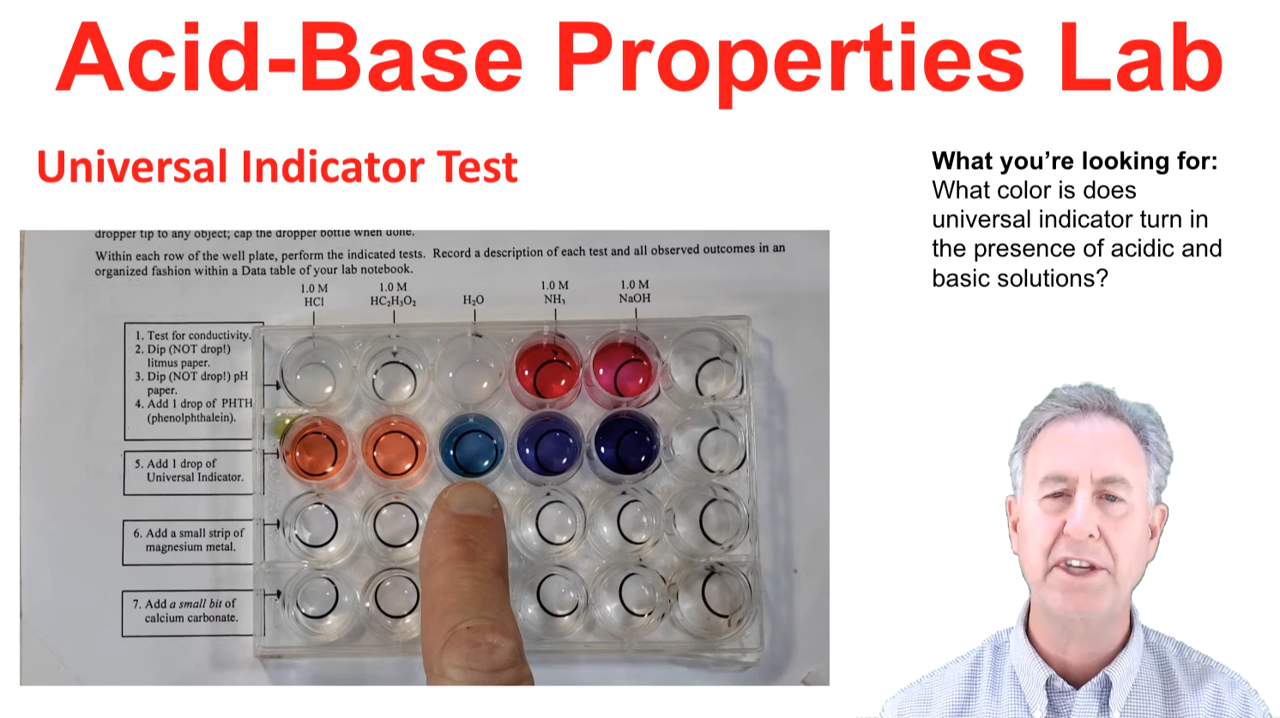 Acid-Base Properties Lab
Universal Indicator Test
What you're looking for:
What color is does
universal indicator turn in
the presence of acidic and
basic solutions?
dropper tip to any object; cap the dropper bottle when done.
Within each row of the well plate, perform the indicated tests. Record a description of each test and all observed outcomes in an
organized fashion within a Data table of your lab notebook.
1.0 M
HCl
1.0 M
HC₂H₃O₂
H₂O
1.0 M
NH₃
1.0 M
NaOH
1. Test for conductivity.
2. Dip (NOT drop!)
litmus paper.
3. Dip (NOT drop!) pH
paper.
4. Add 1 drop of PHTH
(phenolphthalein).
5. Add 1 drop of
Universal Indicator.
6. Add a small strip of
magnesium metal.
7. Add a small bit of
calcium carbonate.